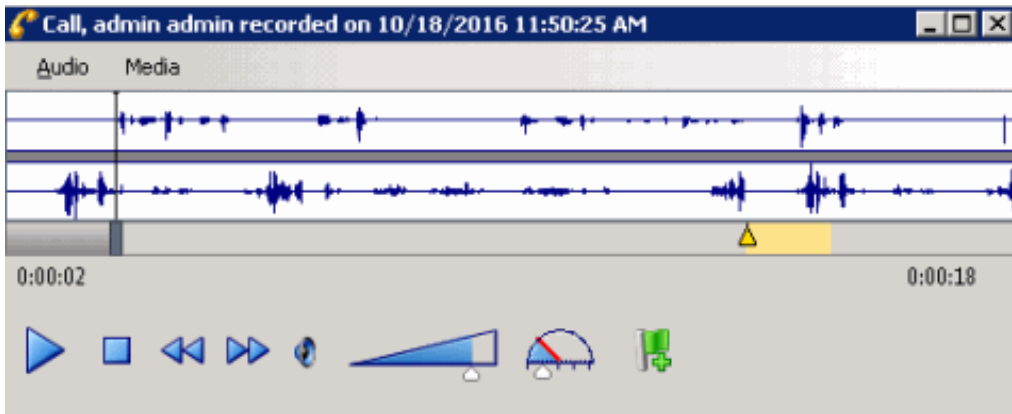 Call, admin admin recorded on 10/18/2016 11:50:25 AM
Audio Media
0:00:02 0:00:18